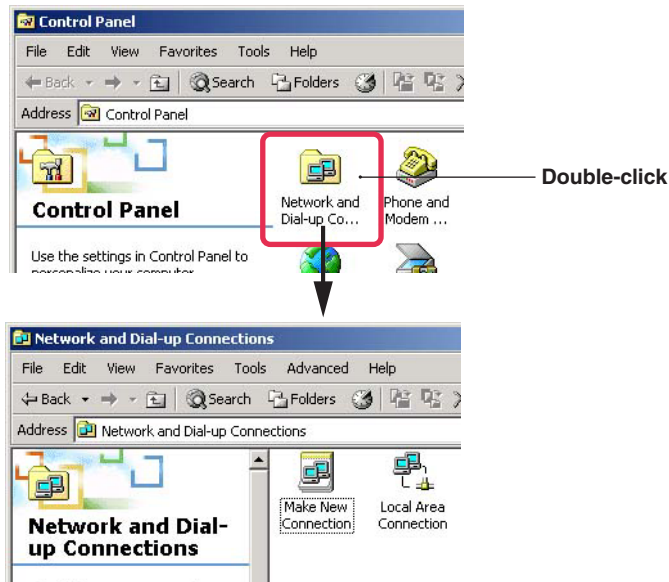 Control Panel
File Edit View Favorites Tools Help
Back Search Folders
Address Control Panel
Control Panel
Use the settings in Control Panel to
personalize your computer
Network and
Dial-up Co...
Phone and
Modem ...
Double-click
Network and Dial-up Connections
File Edit View Favorites Tools Advanced Help
Back Search Folders
Address Network and Dial-up Connections
Network and Dial-
up Connections
Make New
Connection
Local Area
Connection